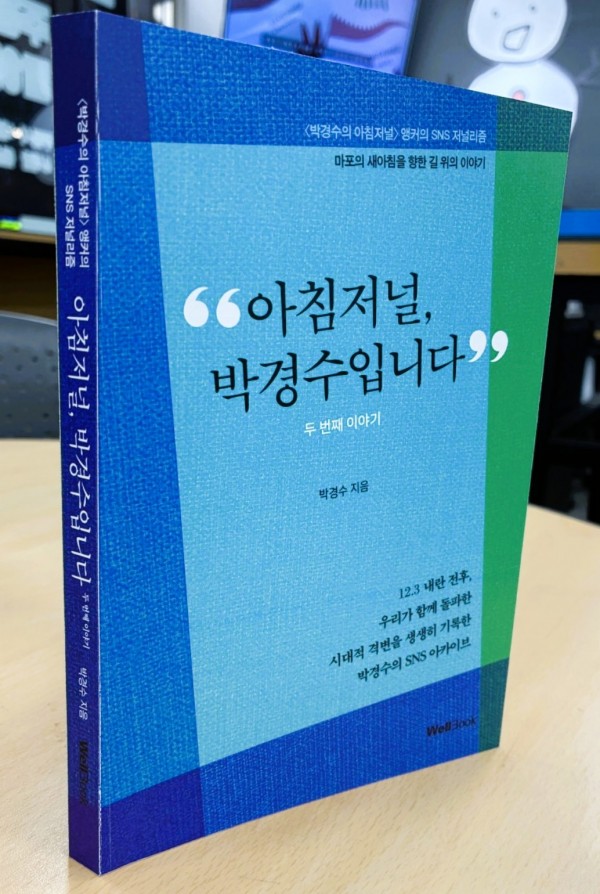 〈박경수의 아침저널〉 앵커의 SNS 저널리즘
마포의 새아침을 향한 길 위의 이야기
“아침저널,
박경수입니다”
두 번째 이야기
박경수 지음
12.3 내란 전후,
우리가 함께 돌파한
시대적 격변을 생생히 기록한
박경수의 SNS 아카이브
WellBook
〈박경수의 아침저널〉 앵커의
SNS 저널리즘
아침저널, 박경수입니다 두 번째 이야기
박경수 지음
WellBook